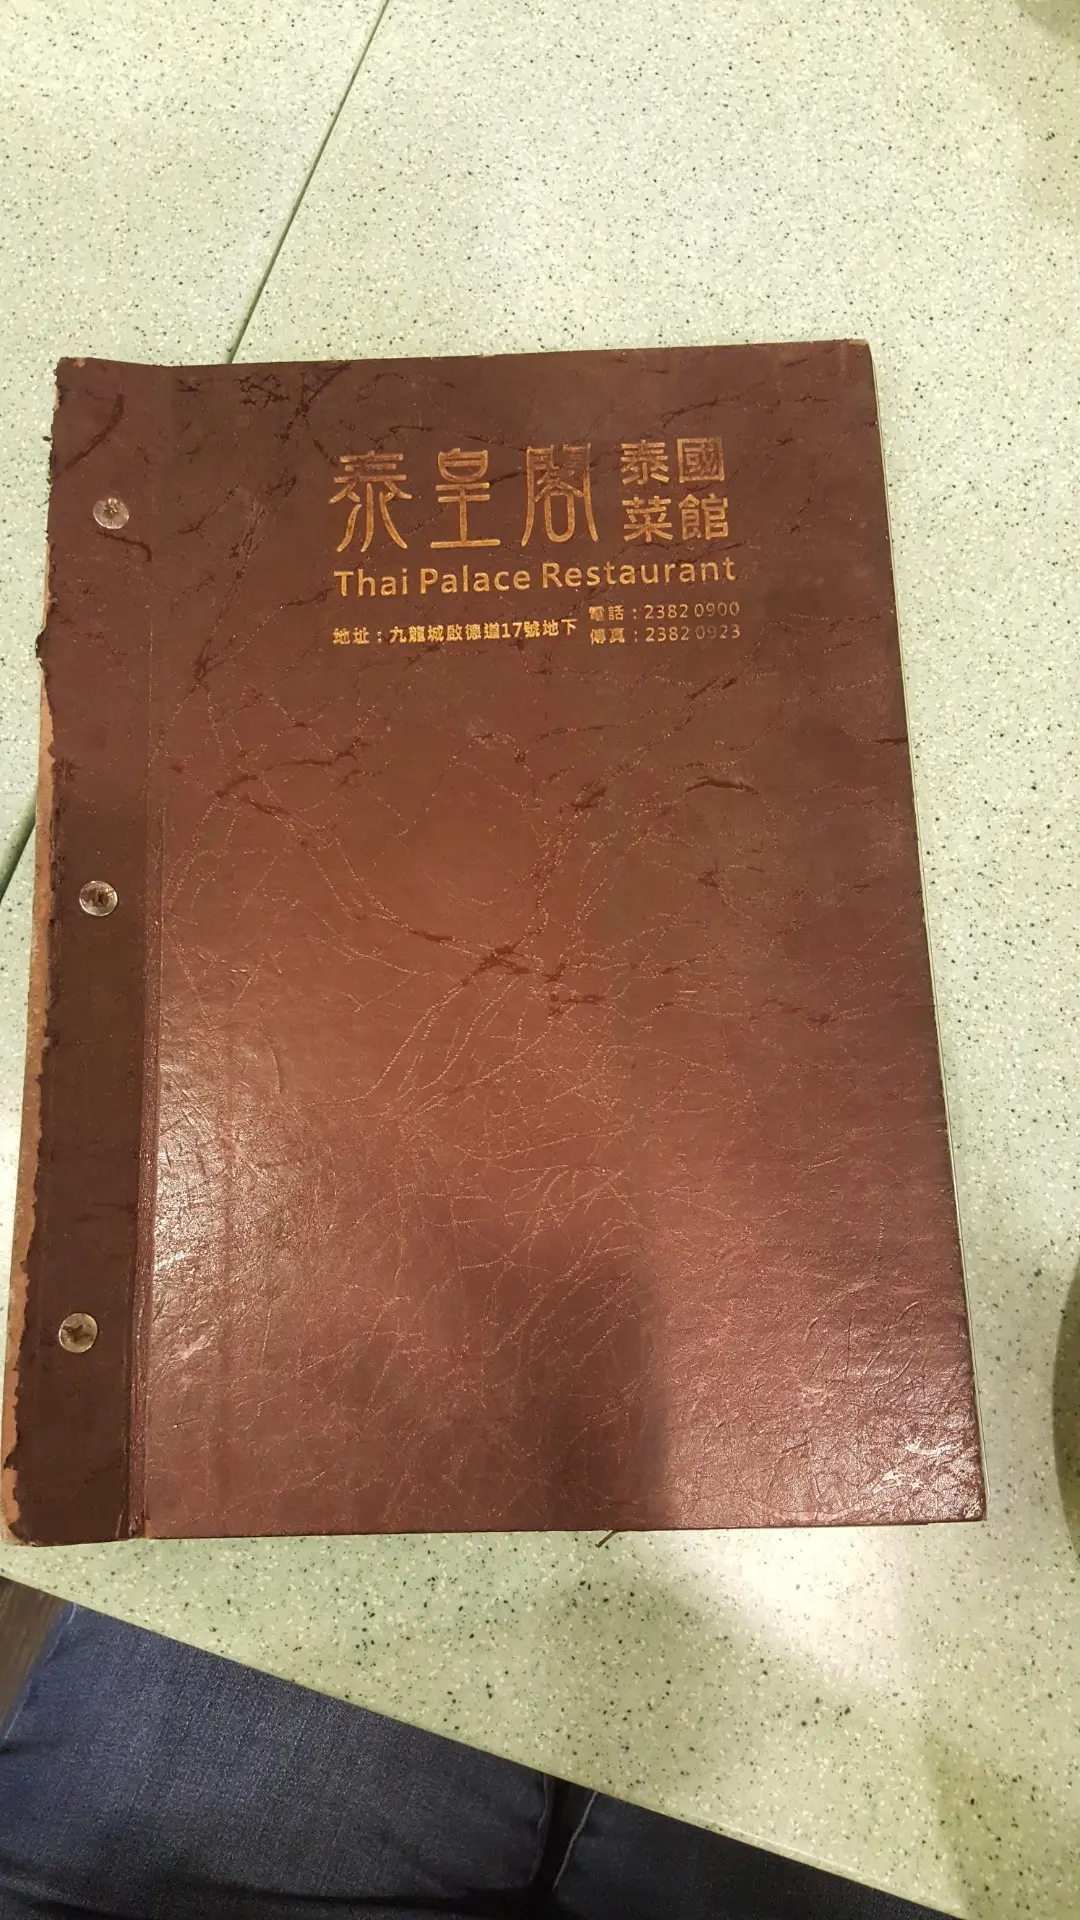 泰皇閣 泰國菜館
Thai Palace Restaurant
地址：九龍城啟德道17號地下
電話：2382 0900
傳真：2382 0923